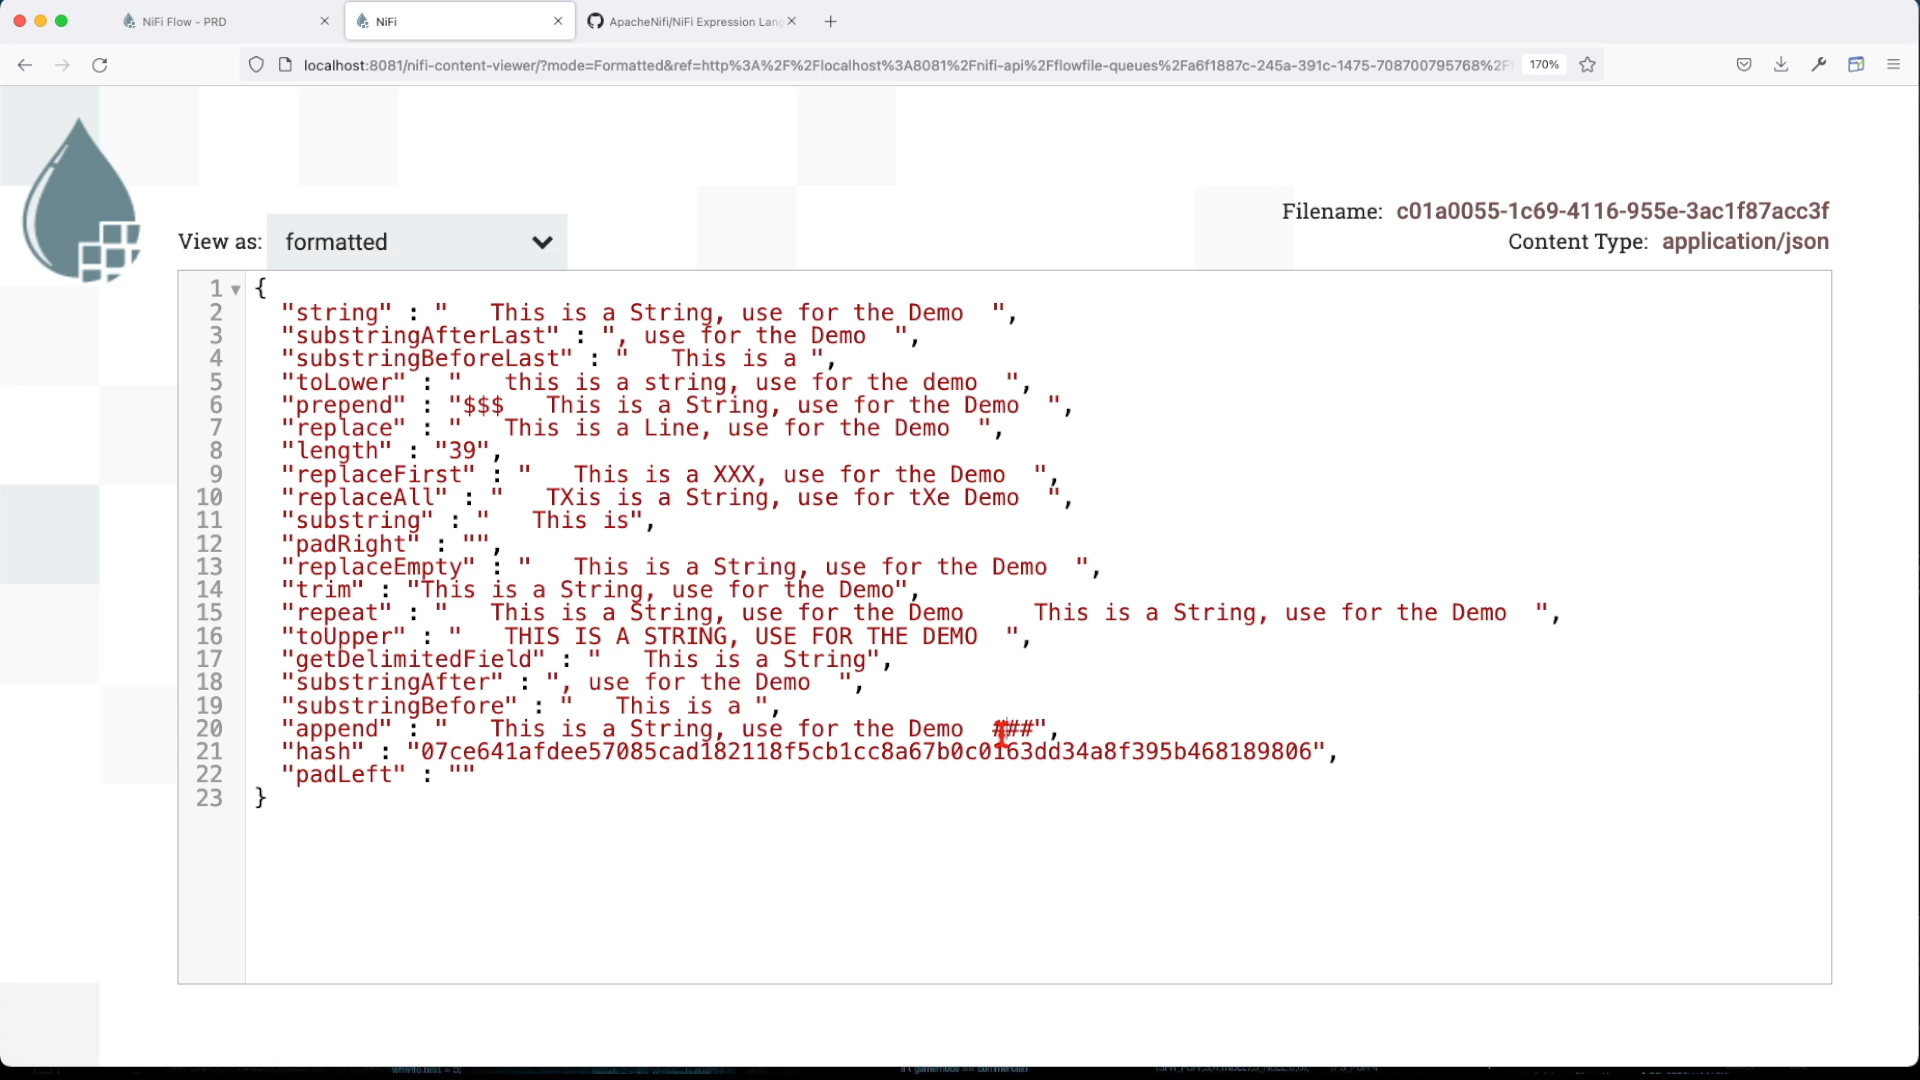 NiFi Flow - PRD
NiFi
ApacheNifi/NiFi Expression Lang
localhost:8081/nifi-content-viewer/?mode=Formatted&ref=http%3A%2F%2Flocalhost%3A8081%2Fnifi-api%2Fflowfile-queues%2Fa6f1887c-245a-391c-1475-708700795768%2F
170%
Filename: c01a0055-1c69-4116-955e-3ac1f87acc3f
View as: formatted
Content Type: application/json
1 {
2 "string" : "   This is a String, use for the Demo  ",
3 "substringAfterLast" : ", use for the Demo  ",
4 "substringBeforeLast" : "   This is a ",
5 "toLower" : "   this is a string, use for the demo  ",
6 "prepend" : "$$$   This is a String, use for the Demo  ",
7 "replace" : "   This is a Line, use for the Demo  ",
8 "length" : "39",
9 "replaceFirst" : "   This is a XXX, use for the Demo  ",
10 "replaceAll" : "   TXis is a String, use for tXe Demo  ",
11 "substring" : "   This is",
12 "padRight" : "",
13 "replaceEmpty" : "   This is a String, use for the Demo  ",
14 "trim" : "This is a String, use for the Demo",
15 "repeat" : "   This is a String, use for the Demo     This is a String, use for the Demo  ",
16 "toUpper" : "   THIS IS A STRING, USE FOR THE DEMO  ",
17 "getDelimitedField" : "   This is a String",
18 "substringAfter" : ", use for the Demo  ",
19 "substringBefore" : "   This is a ",
20 "append" : "   This is a String, use for the Demo  ###",
21 "hash" : "07ce641afdee57085cad182118f5cb1cc8a67b0c0163dd34a8f395b468189806",
22 "padLeft" : ""
23 }